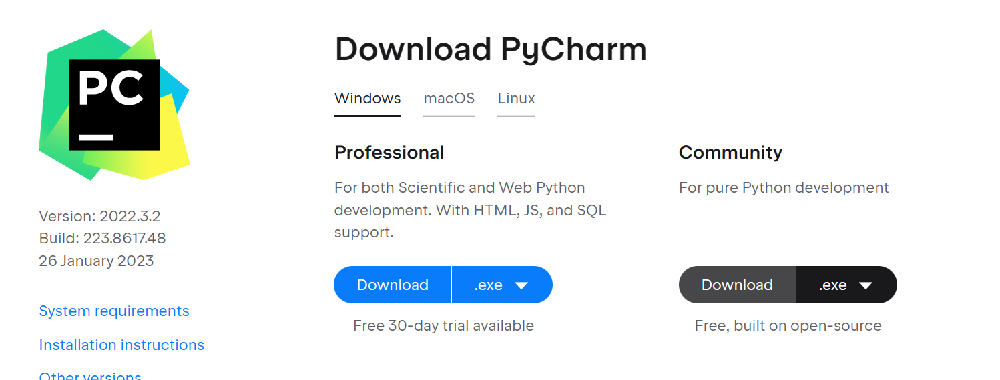 PC
Download PyCharm
Windows macOS Linux
Professional
For both Scientific and Web Python
development. With HTML, JS, and SQL
support.
Download .exe
Free 30-day trial available
Community
For pure Python development
Download .exe
Free, built on open-source
Version: 2022.3.2
Build: 223.8617.48
26 January 2023
System requirements
Installation instructions
Other versions